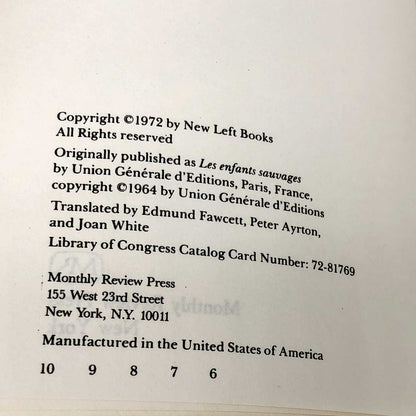 Copyright ©1972 by New Left Books
All Rights reserved
Originally published as Les enfants sauvages
by Union Générale d'Editions, Paris, France,
copyright ©1964 by Union Générale d'Editions
Translated by Edmund Fawcett, Peter Ayrton,
and Joan White
Library of Congress Catalog Card Number: 72-81769
Monthly Review Press
155 West 23rd Street
New York, N.Y. 10011
Manufactured in the United States of America
10 9 8 7 6